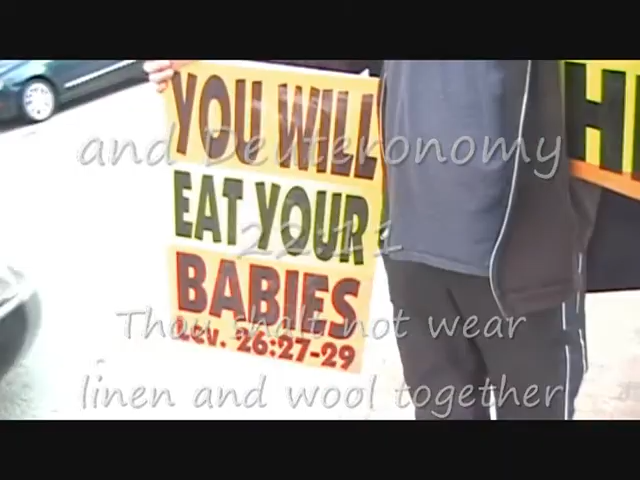 YOU WILL
EAT YOUR
BABIES
Lev. 26:27-29
and Deuteronomy
22:11
Thou shalt not wear
linen and wool together